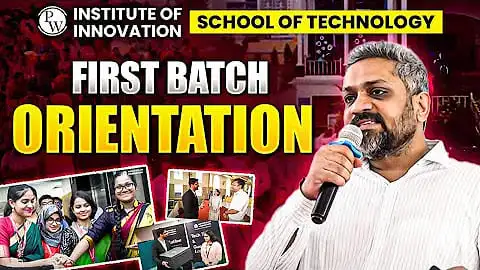 PW
INSTITUTE OF
INNOVATION
SCHOOL OF TECHNOLOGY
FIRST BATCH
ORIENTATION